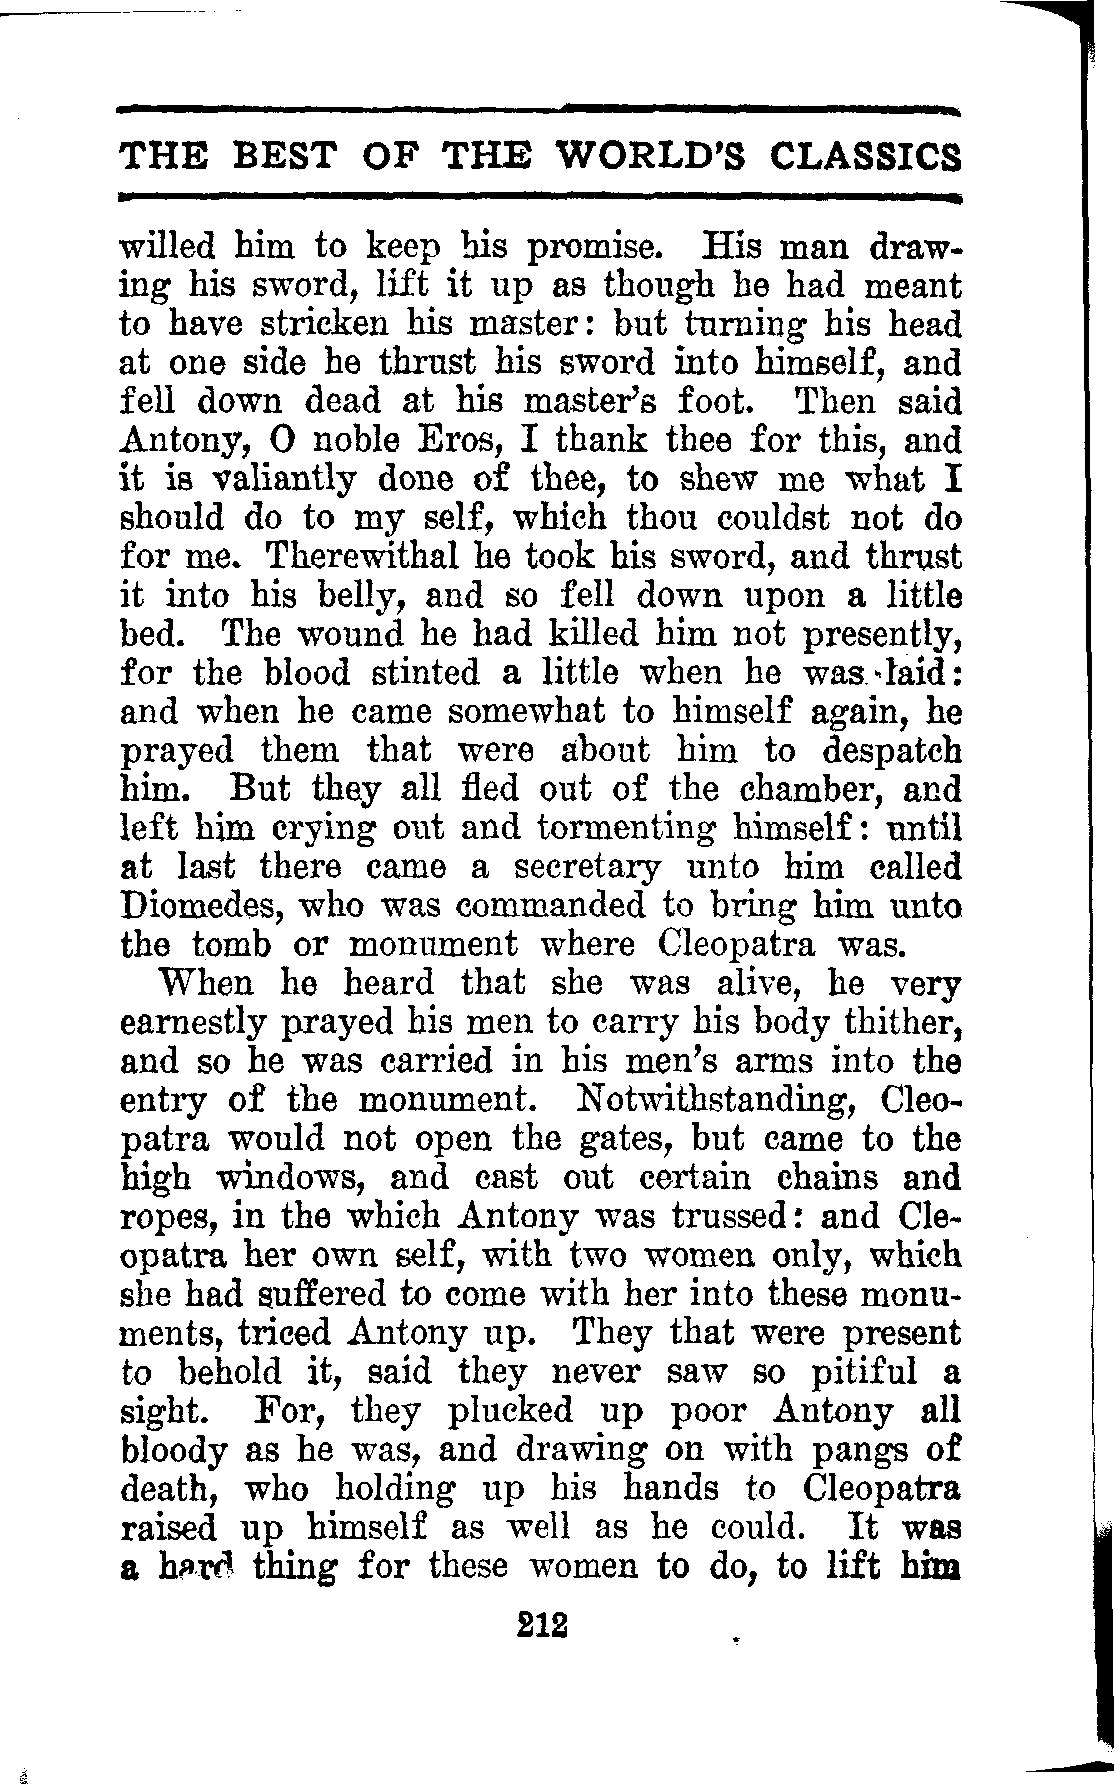 THE BEST OF THE WORLD'S CLASSICS
willed him to keep his promise. His man draw-
ing his sword, lift it up as though he had meant
to have stricken his master: but turning his head
at one side he thrust his sword into himself, and
fell down dead at his master's foot. Then said
Antony, O noble Eros, I thank thee for this, and
it is valiantly done of thee, to shew me what I
should do to my self, which thou couldst not do
for me. Therewithal he took his sword, and thrust
it into his belly, and so fell down upon a little
bed. The wound he had killed him not presently,
for the blood stinted a little when he was laid:
and when he came somewhat to himself again, he
prayed them that were about him to despatch
him. But they all fled out of the chamber, and
left him crying out and tormenting himself: until
at last there came a secretary unto him called
Diomedes, who was commanded to bring him unto
the tomb or monument where Cleopatra was.
When he heard that she was alive, he very
earnestly prayed his men to carry his body thither,
and so he was carried in his men's arms into the
entry of the monument. Notwithstanding, Cleo-
patra would not open the gates, but came to the
high windows, and cast out certain chains and
ropes, in the which Antony was trussed: and Cle-
opatra her own self, with two women only, which
she had suffered to come with her into these monu-
ments, triced Antony up. They that were present
to behold it, said they never saw so pitiful a
sight. For, they plucked up poor Antony all
bloody as he was, and drawing on with pangs of
death, who holding up his hands to Cleopatra
raised up himself as well as he could. It was
a hard thing for these women to do, to lift him
212